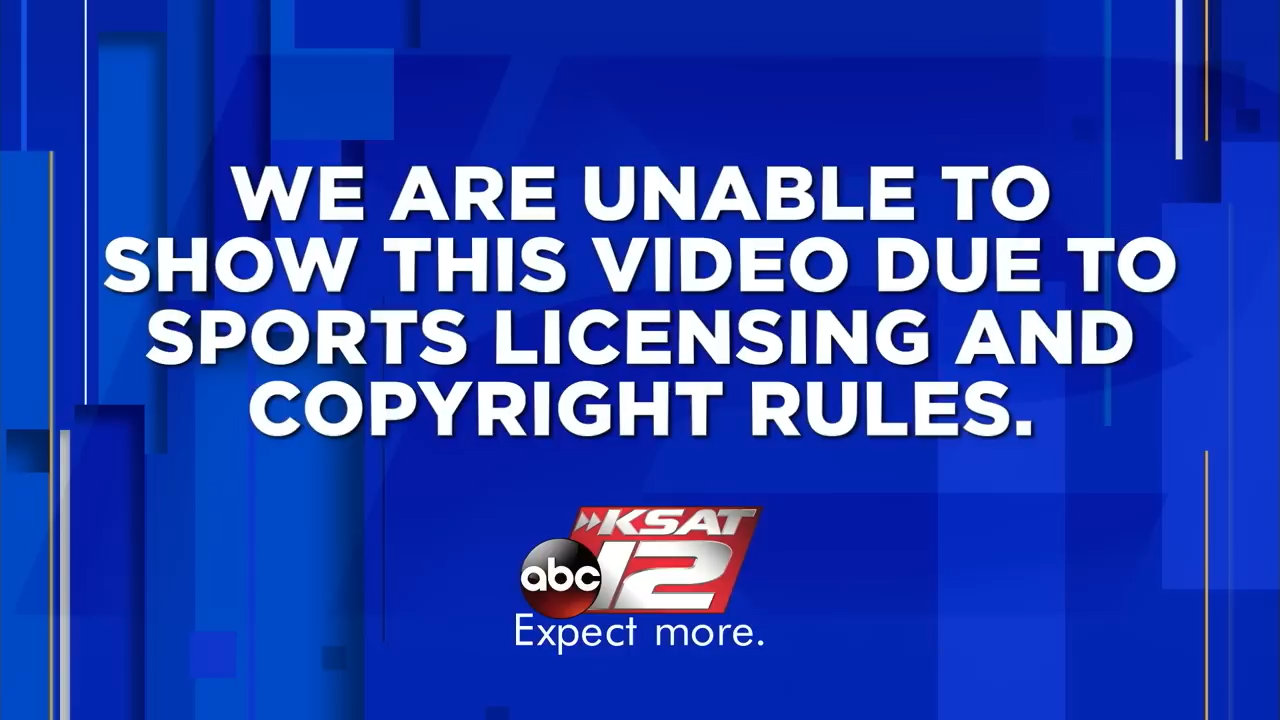 WE ARE UNABLE TO
SHOW THIS VIDEO DUE TO
SPORTS LICENSING AND
COPYRIGHT RULES.
KSAT
abc 12
Expect more.